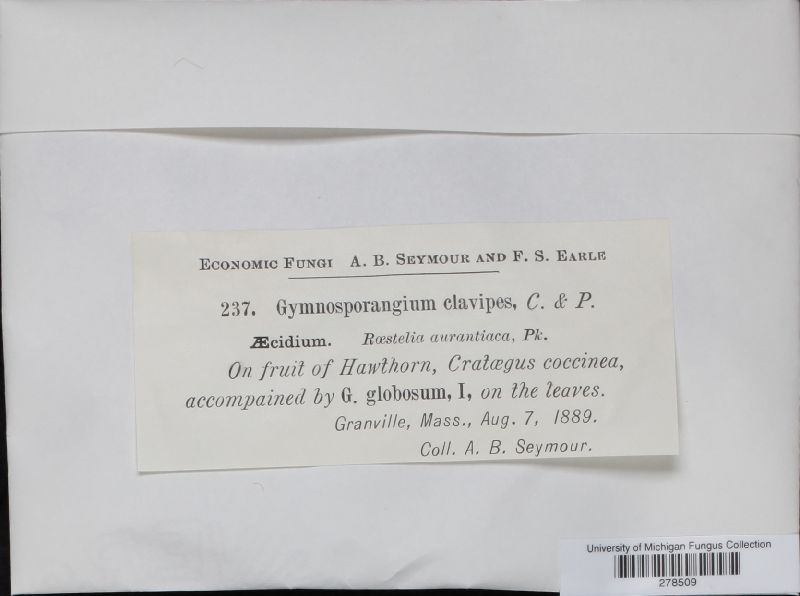 Economic Fungi A. B. Seymour and F. S. Earle
237. Gymnosporangium clavipes, C. & P.
Æcidium. Rœstelia aurantiaca, Pk.
On fruit of Hawthorn, Cratægus coccinea,
accompained by G. globosum, I, on the leaves.
Granville, Mass., Aug. 7, 1889.
Coll. A. B. Seymour.
University of Michigan Fungus Collection
278509